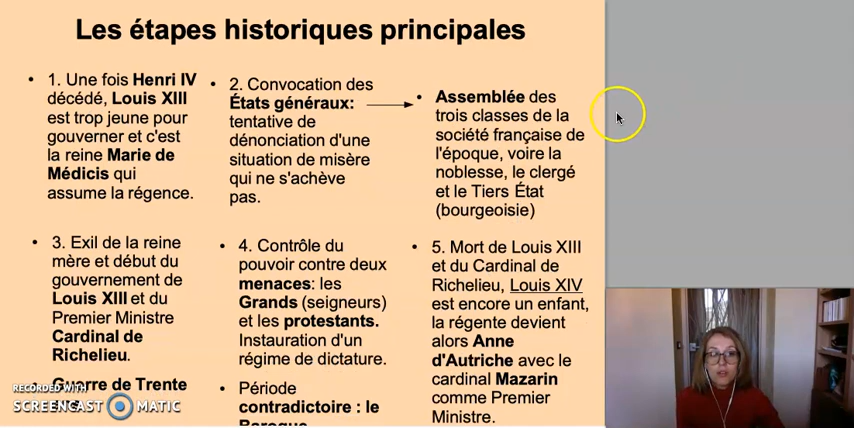 Les étapes historiques principales
• 1. Une fois Henri IV
décédé, Louis XIII
est trop jeune pour
gouverner et c'est
la reine Marie de
Médicis qui
assume la régence.
• 2. Convocation des
États généraux:
tentative de
dénonciation d'une
situation de misère
qui ne s'achève
pas.
• Assemblée des
trois classes de la
société française de
l'époque, voire la
noblesse, le clergé
et le Tiers État
(bourgeoisie)
• 3. Exil de la reine
mère et début du
gouvernement de
Louis XIII et du
Premier Ministre
Cardinal de
Richelieu.
Guerre de Trente
• 4. Contrôle du
pouvoir contre deux
menaces: les
Grands (seigneurs)
et les protestants.
Instauration d'un
régime de dictature.
• Période
contradictoire : le
Baroque
• 5. Mort de Louis XIII
et du Cardinal de
Richelieu, Louis XIV
est encore un enfant,
la régente devient
alors Anne
d'Autriche avec le
cardinal Mazarin
comme Premier
Ministre.
RECORDED WITH
SCREENCAST MATIC